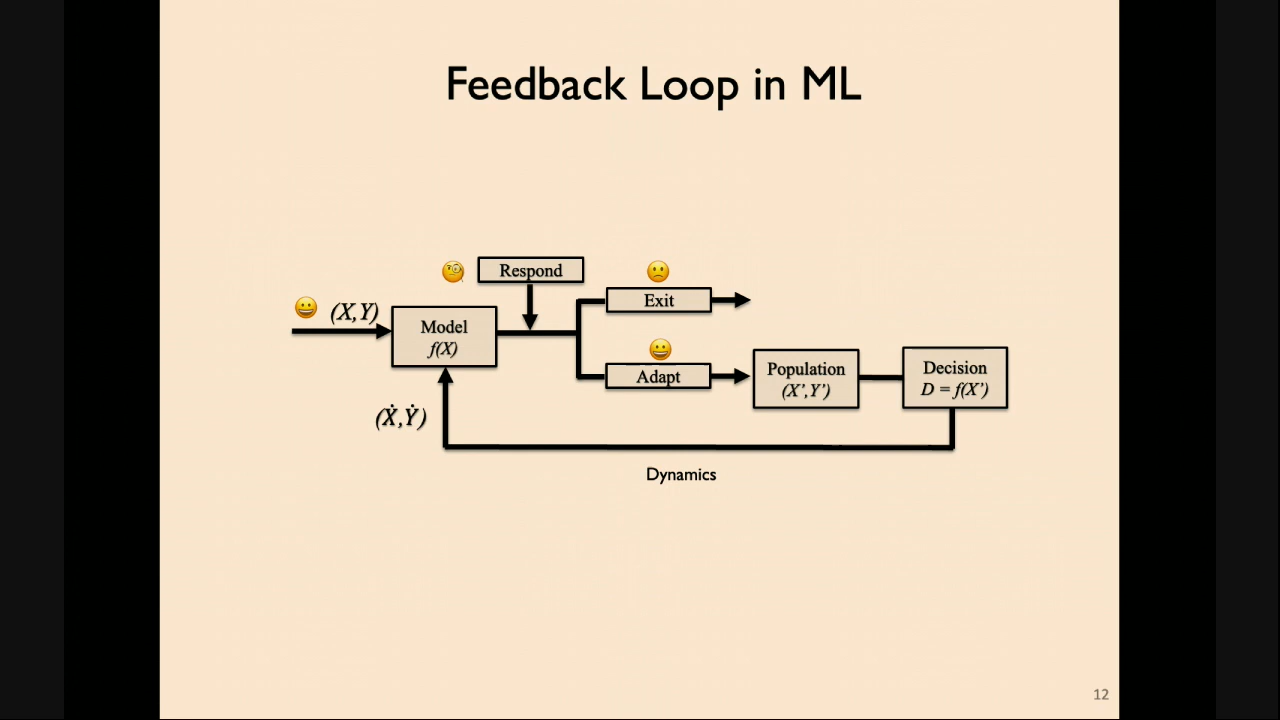 Feedback Loop in ML
Respond
(X,Y)
Model
f(X)
Exit
Adapt
Population
(X’,Y’)
Decision
D = f(X’)
(Ẋ,Ẏ)
Dynamics
12